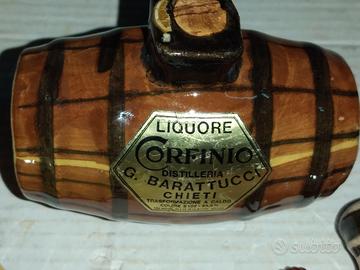 LIQUORE
CORFINIO
DISTILLERIA
G. BARATTUCCI
CHIETI
TRASFORMAZIONE A CALDO
subito